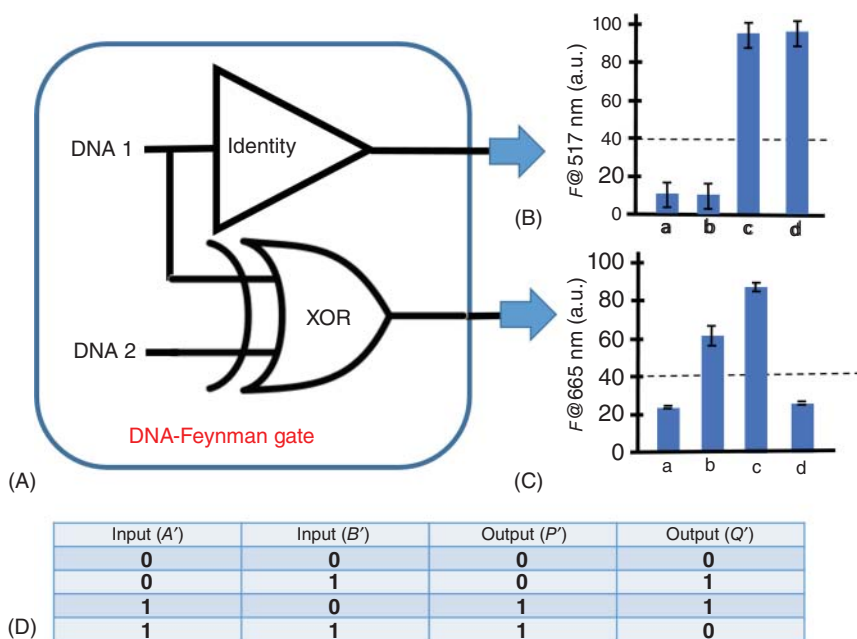 DNA 1
Identity
XOR
DNA 2
DNA-Feynman gate
(A)
F@517 nm (a.u.)
100
80
60
40
20
0
a b c d
(B)
F@665 nm (a.u.)
100
80
60
40
20
0
a b c d
(C)
Input (A′) Input (B′) Output (P′) Output (Q′)
0 0 0 0
0 1 0 1
1 0 1 1
1 1 1 0
(D)